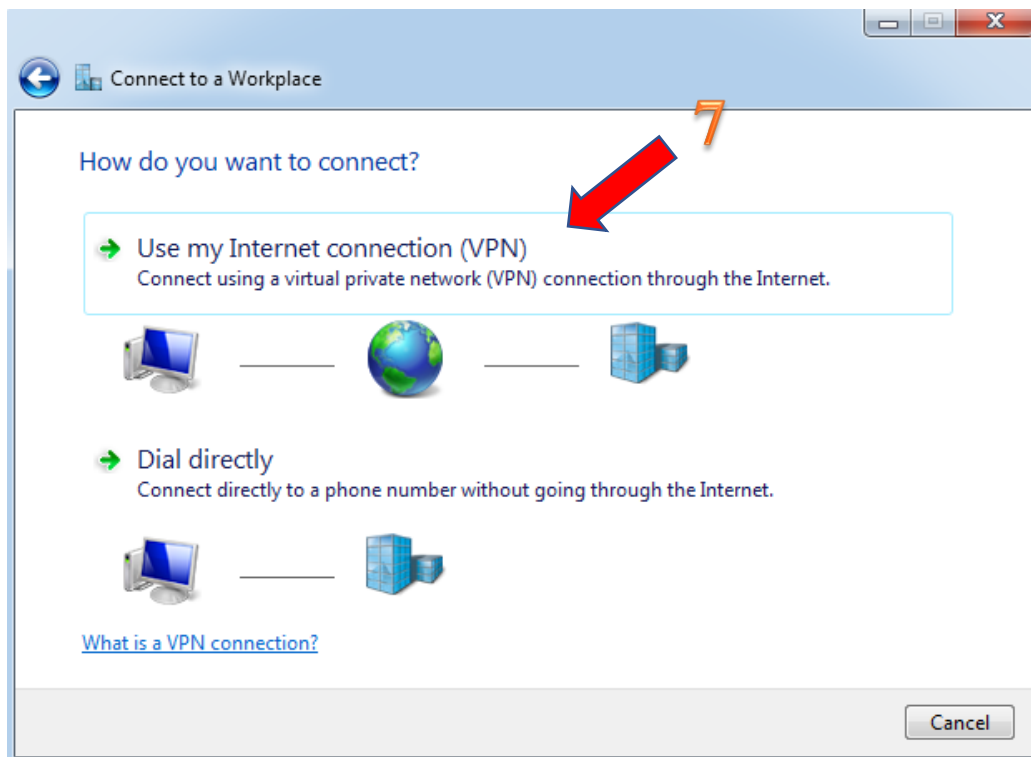 Connect to a Workplace
7
How do you want to connect?
Use my Internet connection (VPN)
Connect using a virtual private network (VPN) connection through the Internet.
Dial directly
Connect directly to a phone number without going through the Internet.
What is a VPN connection?
Cancel